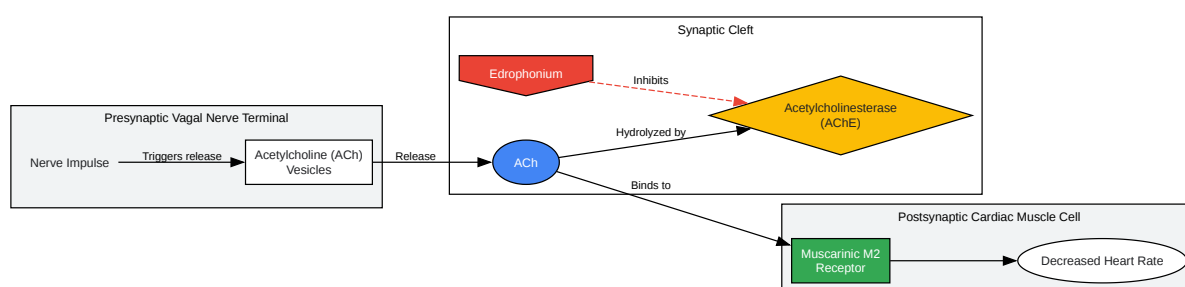 Synaptic Cleft
Edrophonium
Inhibits
Acetylcholinesterase
(AChE)
Presynaptic Vagal Nerve Terminal
Nerve Impulse
Triggers release
Acetylcholine (ACh)
Vesicles
Release
ACh
Hydrolyzed by
Binds to
Postsynaptic Cardiac Muscle Cell
Muscarinic M2
Receptor
Decreased Heart Rate